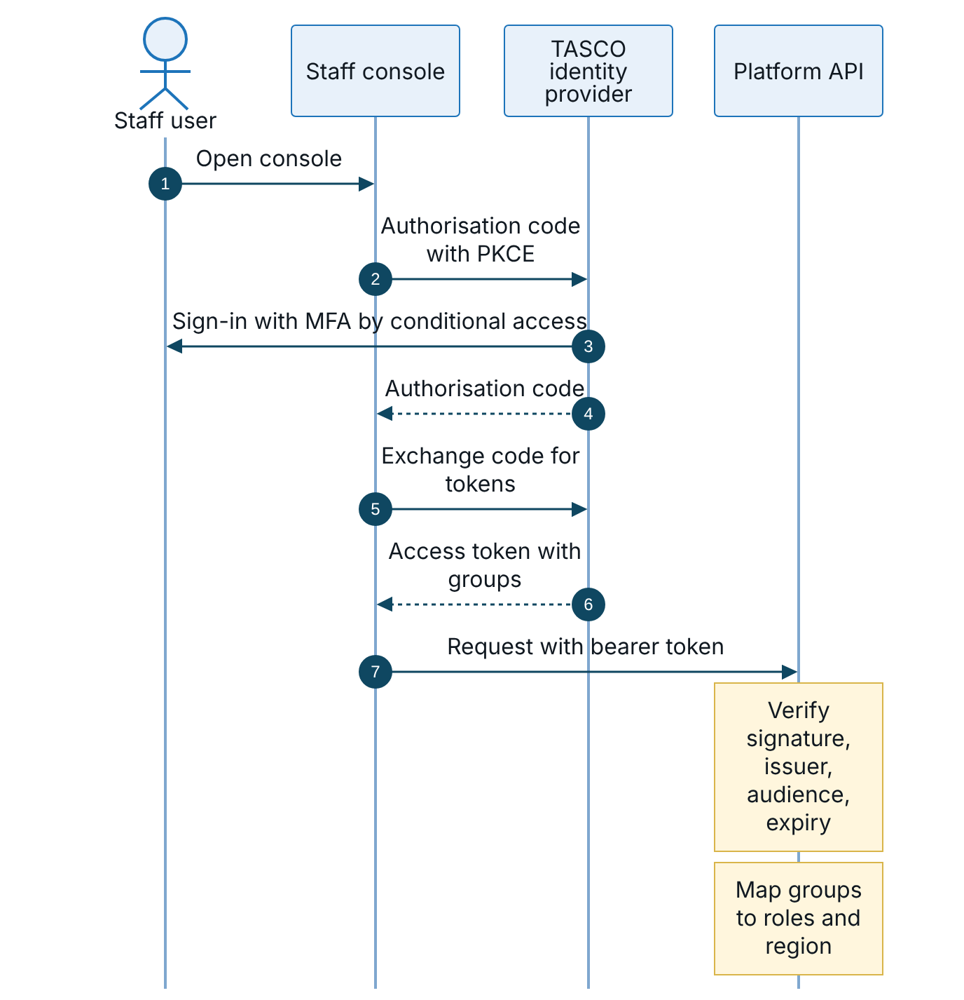 Staff user
Staff console
TASCO
identity
provider
Platform API
Open console
1
Authorisation code
with PKCE
2
Sign-in with MFA by conditional access
3
Authorisation code
4
Exchange code for
tokens
5
Access token with
groups
6
Request with bearer token
7
Verify
signature,
issuer,
audience,
expiry
Map groups
to roles and
region